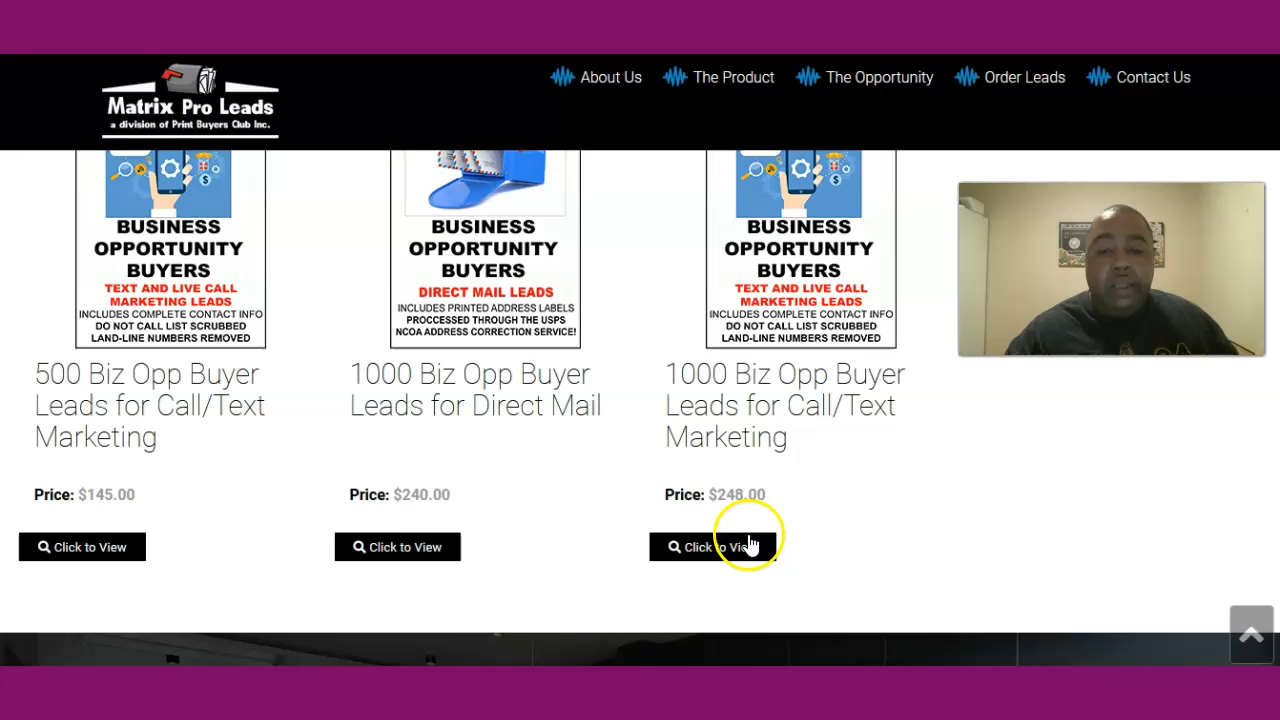 Matrix Pro Leads
a division of Print Buyers Club Inc.
About Us
The Product
The Opportunity
Order Leads
Contact Us
BUSINESS
OPPORTUNITY
BUYERS
TEXT AND LIVE CALL
MARKETING LEADS
INCLUDES COMPLETE CONTACT INFO
DO NOT CALL LIST SCRUBBED
LAND-LINE NUMBERS REMOVED
500 Biz Opp Buyer
Leads for Call/Text
Marketing
Price: $145.00
Click to View
BUSINESS
OPPORTUNITY
BUYERS
DIRECT MAIL LEADS
INCLUDES PRINTED ADDRESS LABELS
PROCCESSED THROUGH THE USPS
NCOA ADDRESS CORRECTION SERVICE!
1000 Biz Opp Buyer
Leads for Direct Mail
Price: $240.00
Click to View
BUSINESS
OPPORTUNITY
BUYERS
TEXT AND LIVE CALL
MARKETING LEADS
INCLUDES COMPLETE CONTACT INFO
DO NOT CALL LIST SCRUBBED
LAND-LINE NUMBERS REMOVED
1000 Biz Opp Buyer
Leads for Call/Text
Marketing
Price: $248.00
Click to View